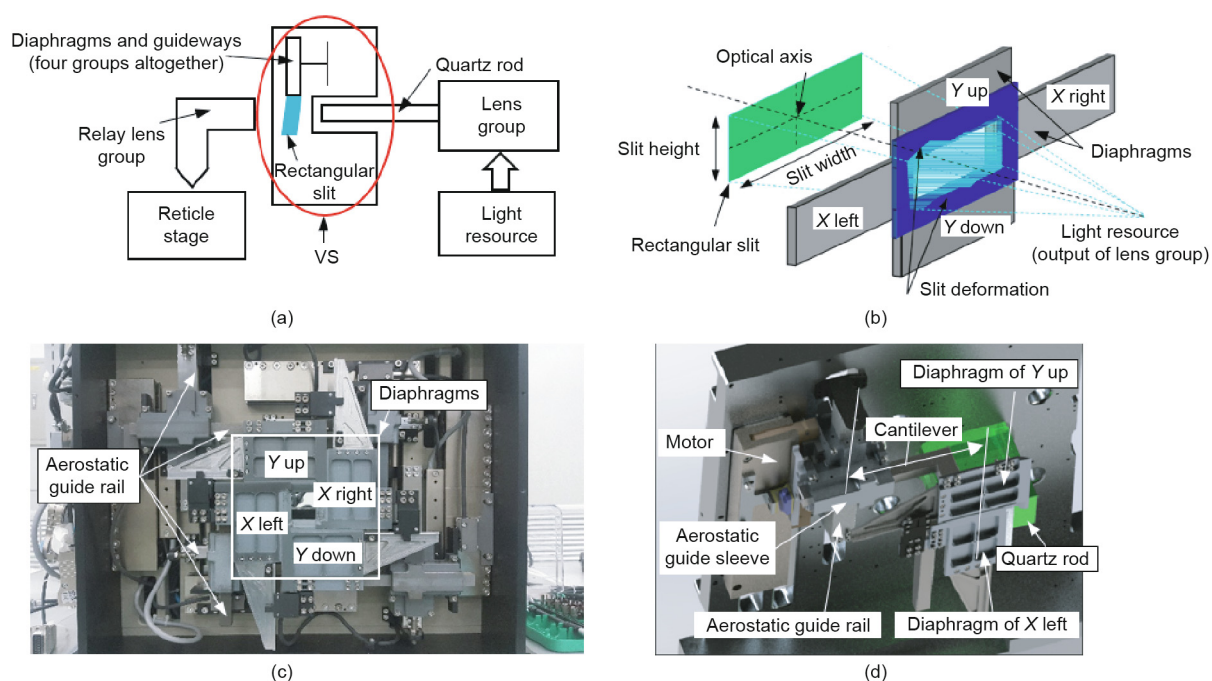 Diaphragms and guideways
(four groups altogether)
Quartz rod
Lens
group
Relay lens
group
Rectangular
slit
Reticle
stage
Light
resource
VS
(a)
Optical axis
Y up
X right
Slit height
Slit width
Diaphragms
X left
Y down
Rectangular slit
Light resource
(output of lens group)
Slit deformation
(b)
Diaphragms
Y up
Aerostatic
guide rail
X right
X left
Y down
(c)
Diaphragm of Y up
Motor
Cantilever
Aerostatic
guide sleeve
Quartz rod
Aerostatic guide rail
Diaphragm of X left
(d)